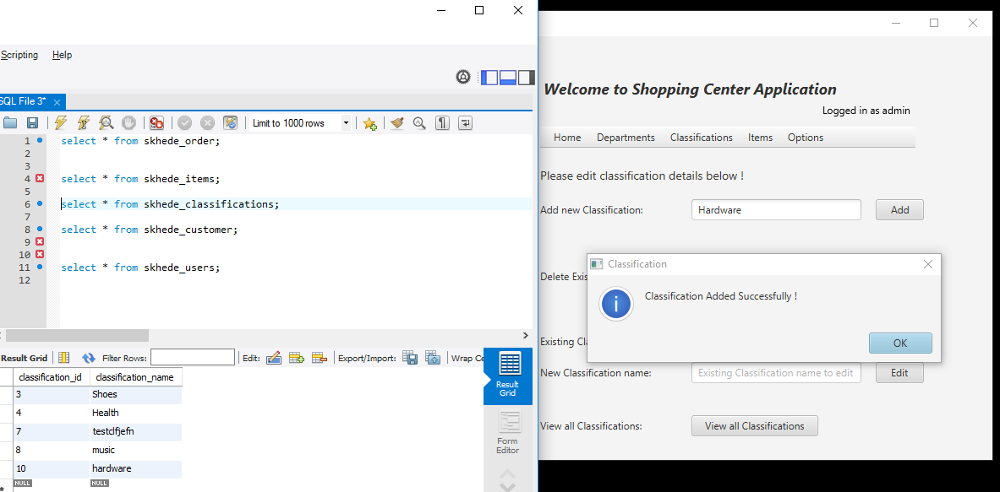 Scripting Help
SQL File 3*
Limit to 1000 rows
1 select * from skhede_order;
2
3
4 select * from skhede_items;
5
6 select * from skhede_classifications;
7
8 select * from skhede_customer;
9
10
11 select * from skhede_users;
12
Result Grid Filter Rows: Edit: Export/Import: Wrap Ce
classification_id classification_name
3 Shoes
4 Health
7 testclfjefn
8 music
10 hardware
NULL NULL
Result
Grid
Form
Editor
Welcome to Shopping Center Application
Logged in as admin
Home Departments Classifications Items Options
Please edit classification details below !
Add new Classification: Hardware Add
Classification
Delete Exis
Classification Added Successfully !
Existing Cl
OK
New Classification name: Existing Classification name to edit Edit
View all Classifications: View all Classifications